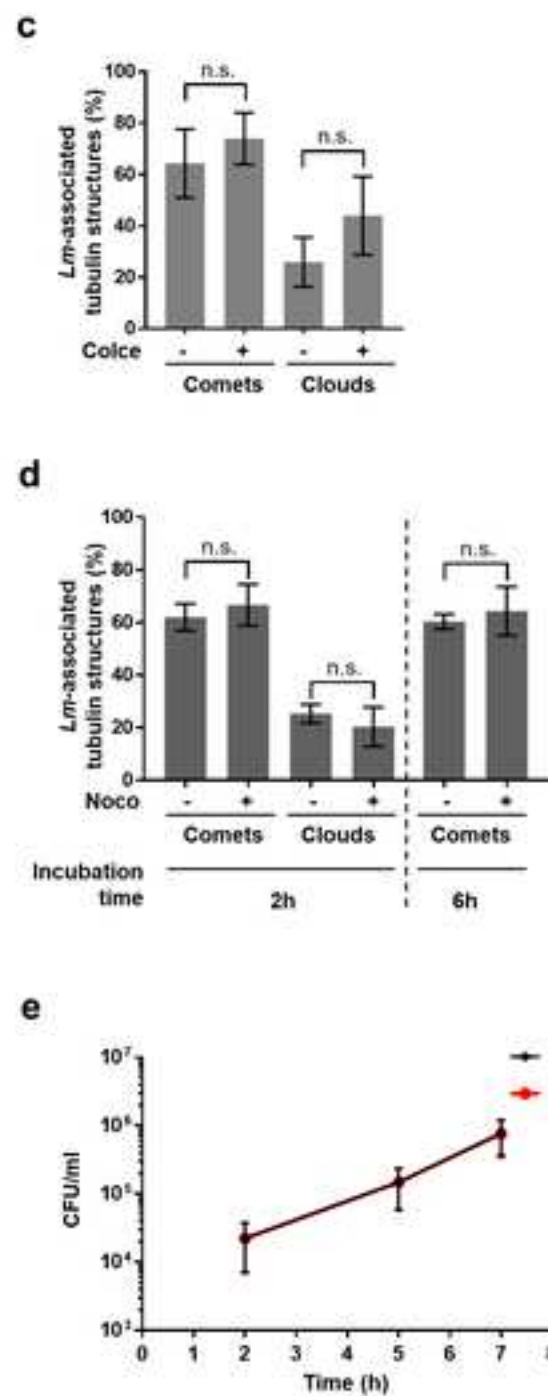 c
Lm-associated
tubulin structures (%)
100
80
60
40
20
0
n.s.
n.s.
Colce - + - +
Comets Clouds
d
Lm-associated
tubulin structures (%)
100
80
60
40
20
0
n.s.
n.s.
n.s.
Noco - + - + - +
Comets Clouds Comets
Incubation
time 2h 6h
e
CFU/ml
10⁷
10⁶
10⁵
10⁴
10³
0 1 2 3 4 5 6 7 8
Time (h)